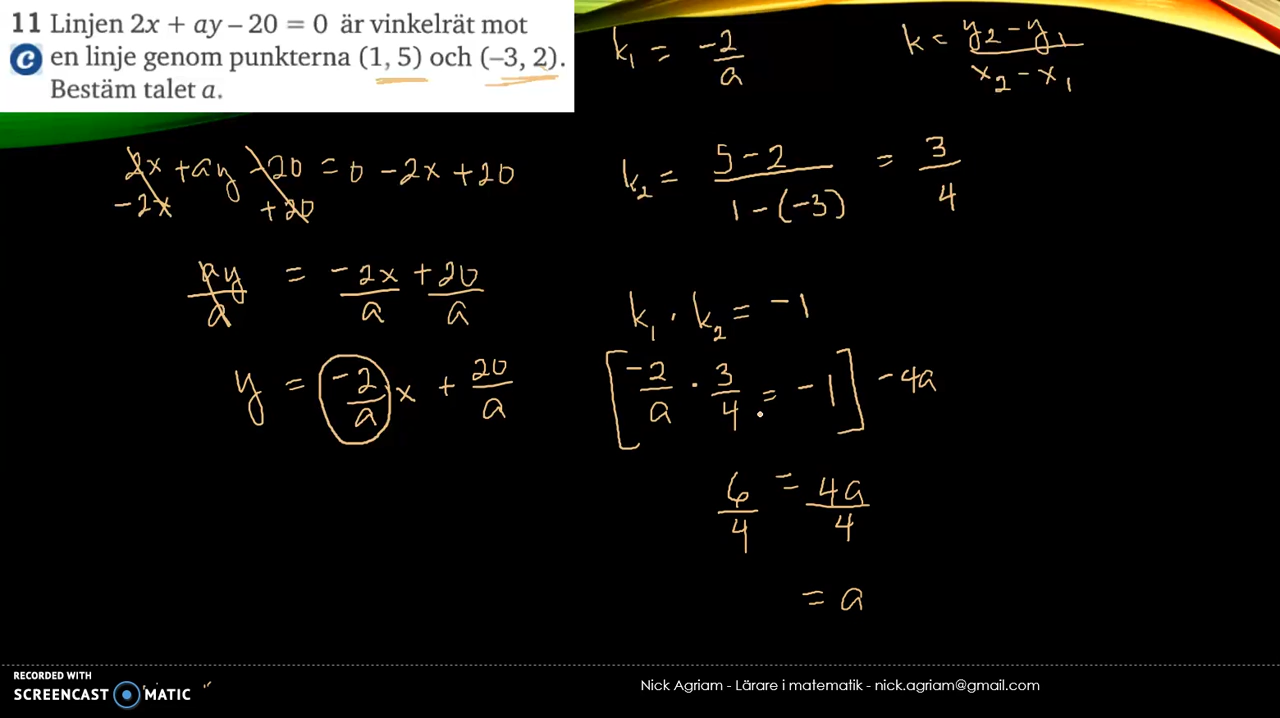 11 Linjen 2x + ay – 20 = 0 är vinkelrät mot
C en linje genom punkterna (1, 5) och (–3, 2).
Bestäm talet a.
k₁ = -2/a
k = (y₂ - y₁)/(x₂ - x₁)
2x + ay - 20 = 0 - 2x + 20
-2x +20
k₂ = (5 - 2)/(1 - (-3)) = 3/4
ay/a = -2x/a + 20/a
k₁ · k₂ = -1
y = -2/a x + 20/a
[-2/a · 3/4 = -1] -4a
6/4 = 4a/4
= a
RECORDED WITH
SCREENCAST MATIC
Nick Agriam - Lärare i matematik - nick.agriam@gmail.com